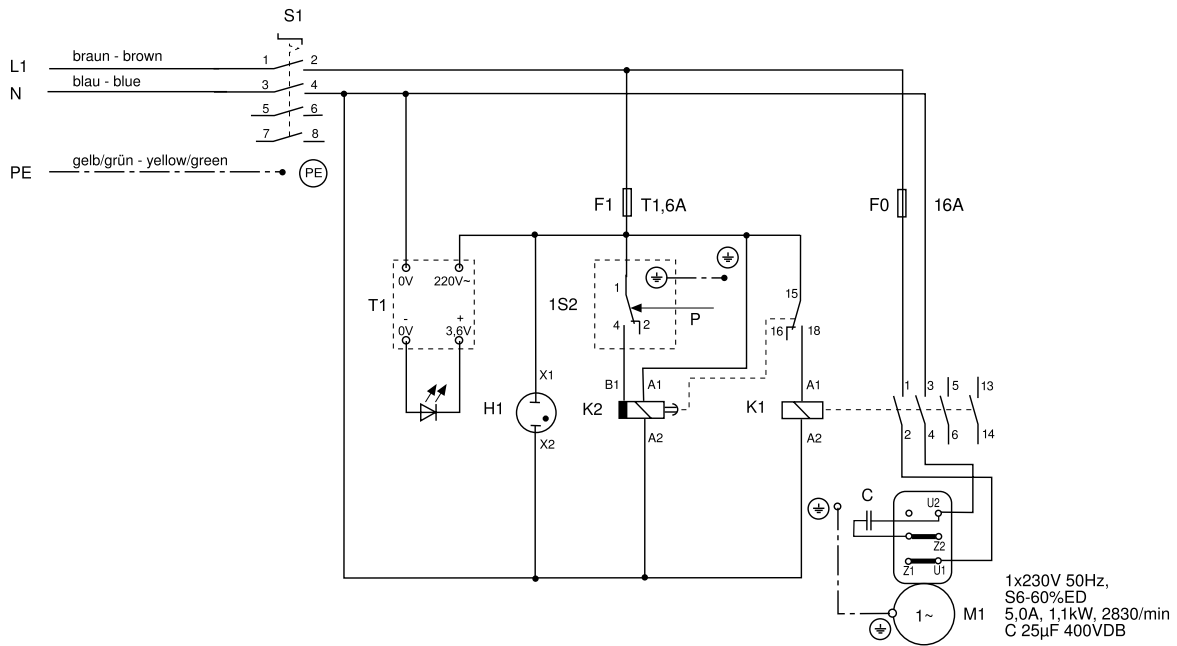 S1
1 2
L1 braun - brown
N blau - blue
3 4
5 6
7 8
PE gelb/grün - yellow/green PE
F1 T1,6A
F0 16A
0V 220V~
T1
- +
0V 3,6V
1S2
1
4 2
P
15
16 18
X1
H1
X2
B1 A1
K2
A2
A1
K1
A2
1 3 5 13
2 4 6 14
C
U2
Z2
Z1 U1
1~ M1
1x230V 50Hz,
S6-60%ED
5,0A, 1,1kW, 2830/min
C 25µF 400VDB